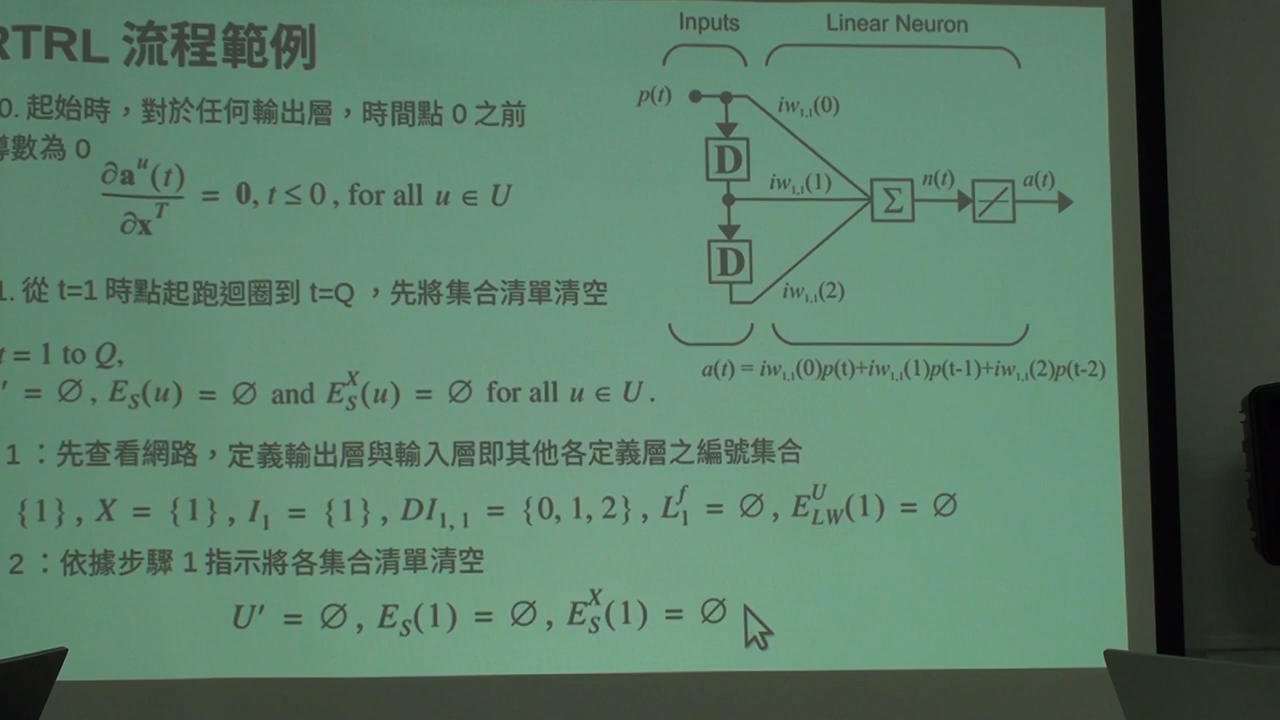 RTRL 流程範例
0. 起始時，對於任何輸出層，時間點 0 之前
導數為 0
∂a^u(t)/∂x^T = 0, t ≤ 0, for all u ∈ U
1. 從 t=1 時點起跑迴圈到 t=Q ，先將集合清單清空
t = 1 to Q,
' = ∅, E_S(u) = ∅ and E_S^X(u) = ∅ for all u ∈ U.
1：先查看網路，定義輸出層與輸入層即其他各定義層之編號集合
{1}, X = {1}, I_1 = {1}, DI_{1,1} = {0, 1, 2}, L_1^f = ∅, E_{LW}^U(1) = ∅
2：依據步驟 1 指示將各集合清單清空
U' = ∅, E_S(1) = ∅, E_S^X(1) = ∅
Inputs
Linear Neuron
p(t)
iw_{1,1}(0)
D
iw_{1,1}(1)
Σ
n(t)
a(t)
D
iw_{1,1}(2)
a(t) = iw_{1,1}(0)p(t)+iw_{1,1}(1)p(t-1)+iw_{1,1}(2)p(t-2)